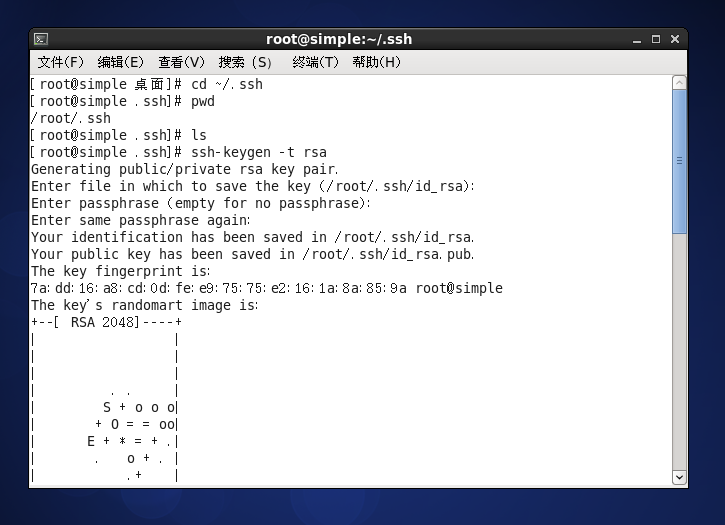 root@simple:~/.ssh
文件(F) 编辑(E) 查看(V) 搜索 (S) 终端(T) 帮助(H)
[root@simple 桌面]# cd ~/.ssh
[root@simple .ssh]# pwd
/root/.ssh
[root@simple .ssh]# ls
[root@simple .ssh]# ssh-keygen -t rsa
Generating public/private rsa key pair.
Enter file in which to save the key (/root/.ssh/id_rsa):
Enter passphrase (empty for no passphrase):
Enter same passphrase again:
Your identification has been saved in /root/.ssh/id_rsa.
Your public key has been saved in /root/.ssh/id_rsa.pub.
The key fingerprint is:
7a:dd:16:a8:cd:0d:fe:e9:75:75:e2:16:1a:8a:85:9a root@simple
The key's randomart image is:
+--[ RSA 2048]----+
|                 |
|                 |
|                 |
|         . .     |
|        S + o o o|
|       + O = = oo|
|      E + * = + .|
|       .   o + . |
|           .+    |